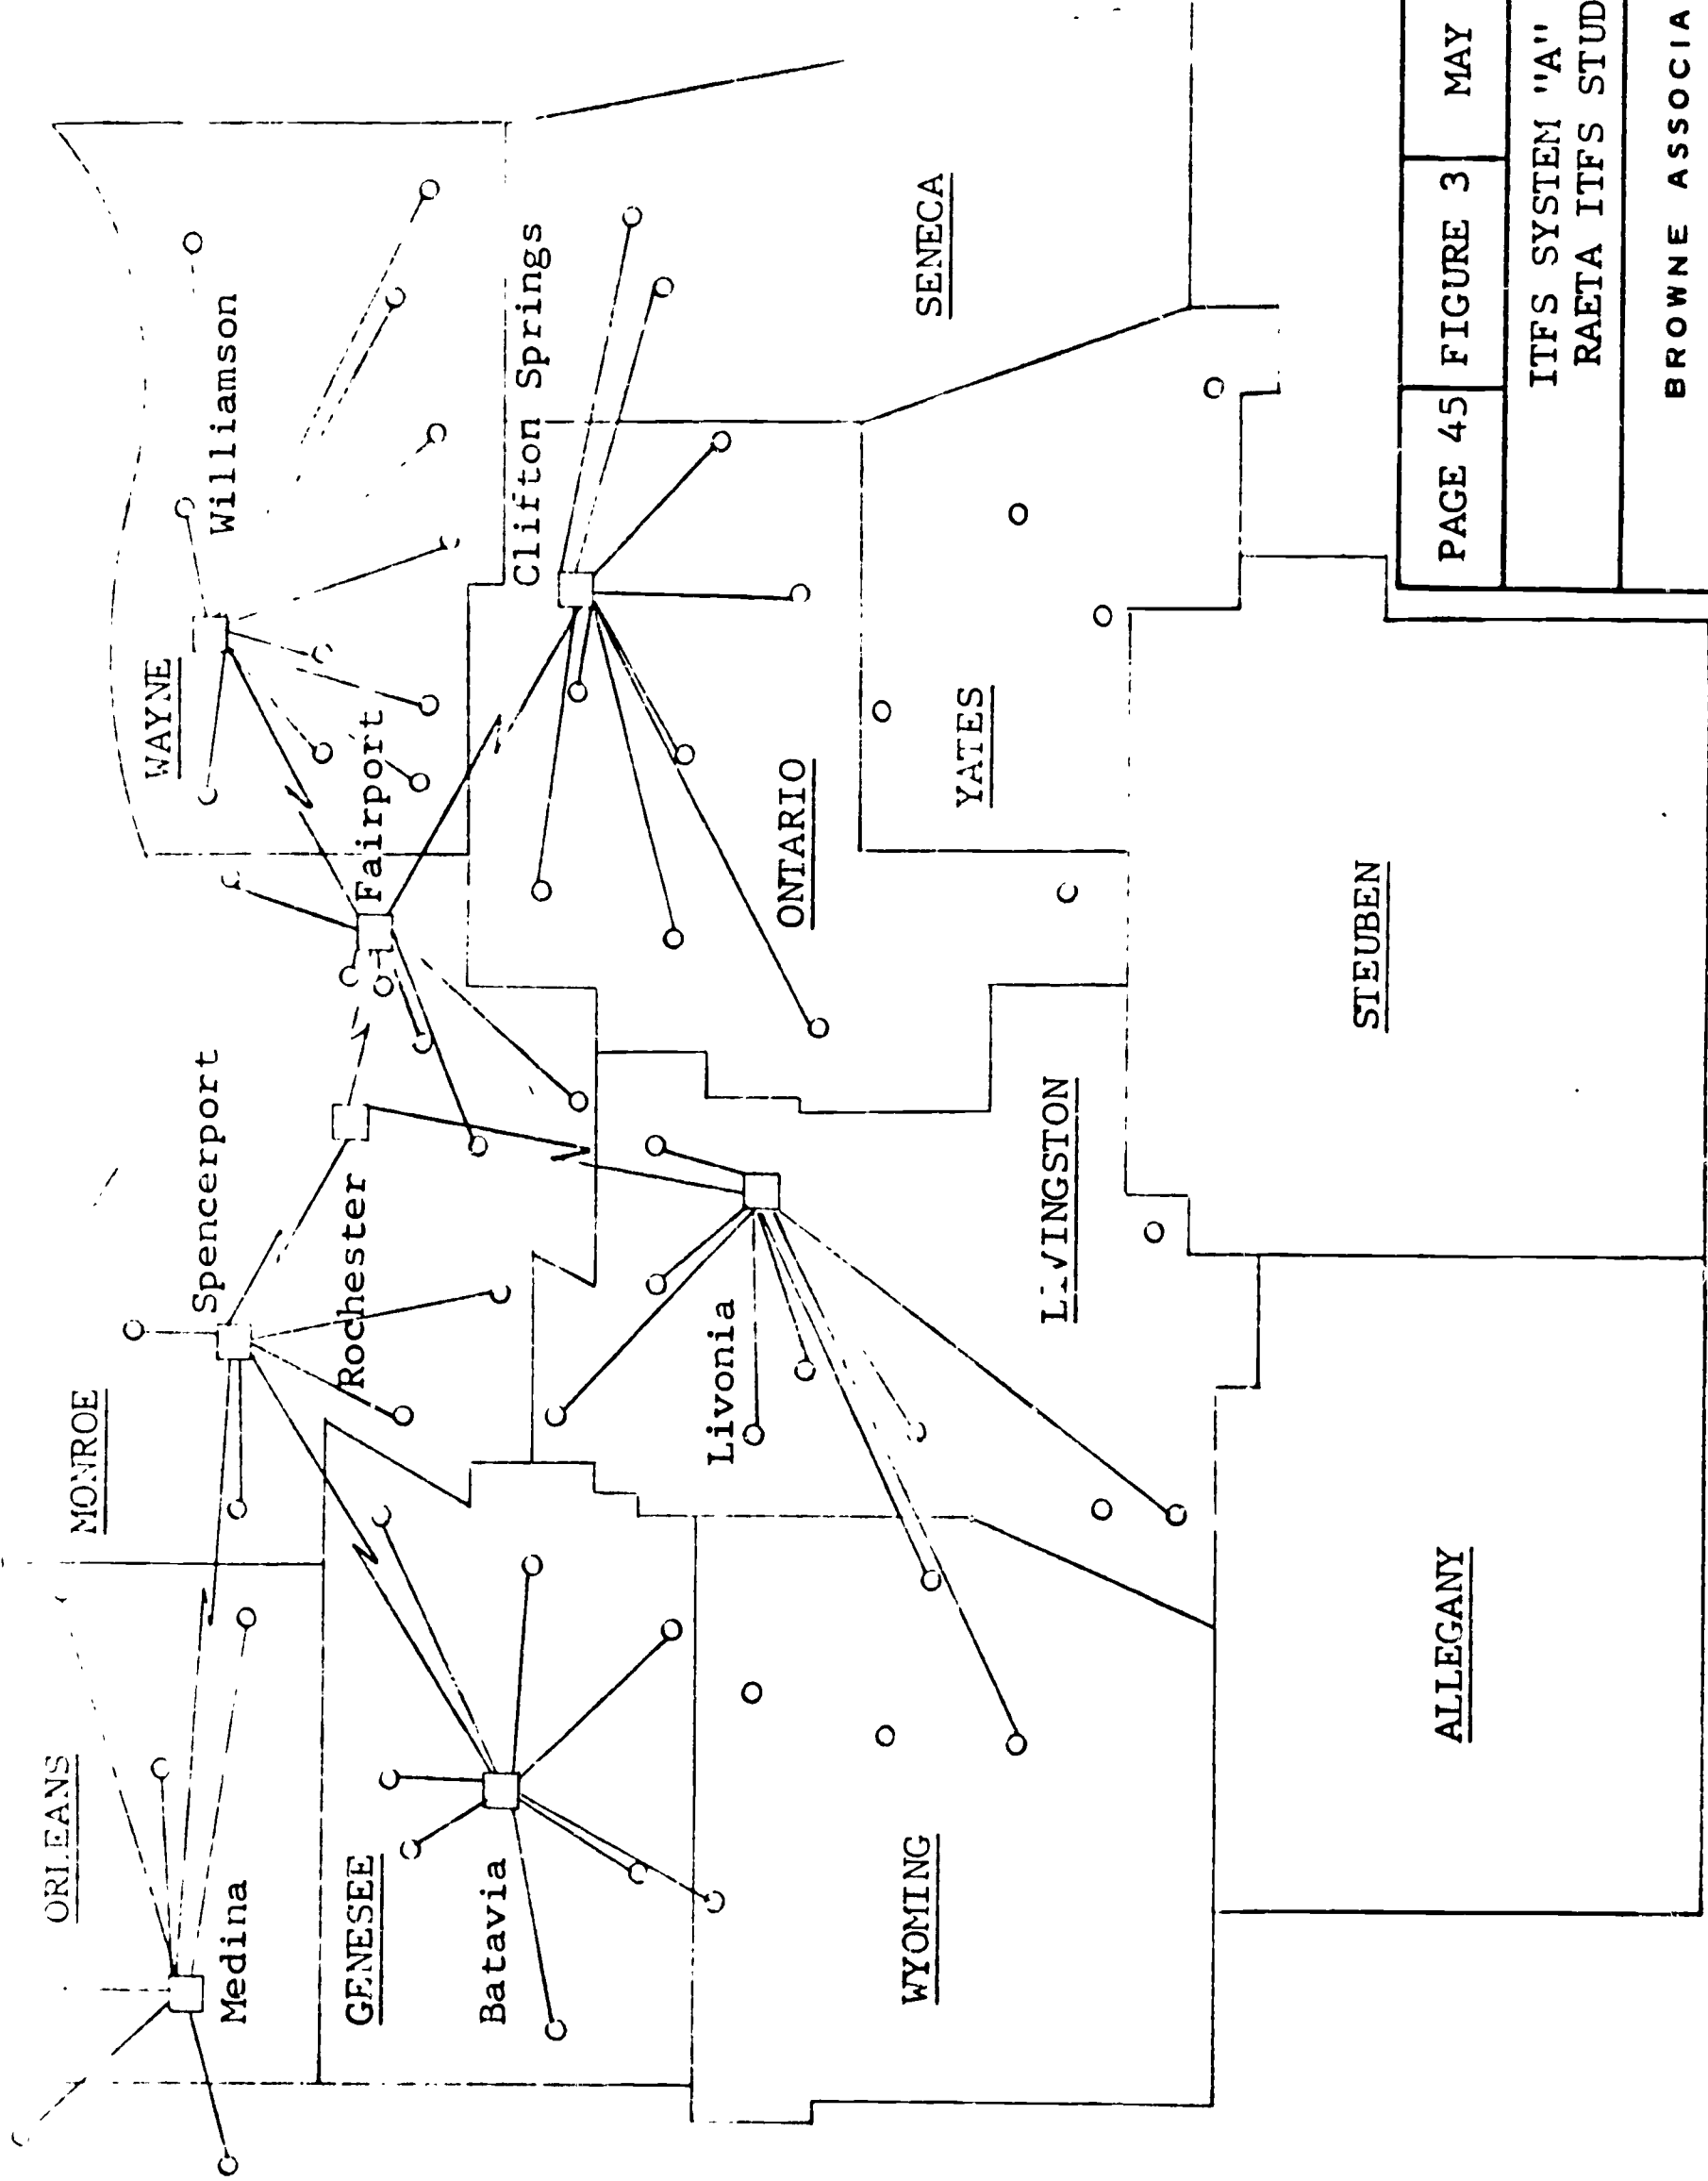 ORLEANS
MONROE
WAYNE
Spencerport
Williamson
Medina
Rochester
GENESEE
Fairport
Batavia
Clifton Springs
Livonia
ONTARIO
WYOMING
SENECA
YATES
LIVINGSTON
STEUBEN
ALLEGANY
PAGE 45 FIGURE 3 MAY
ITFS SYSTEM "A"
RAETA ITFS STUD
BROWNE ASSOCIA